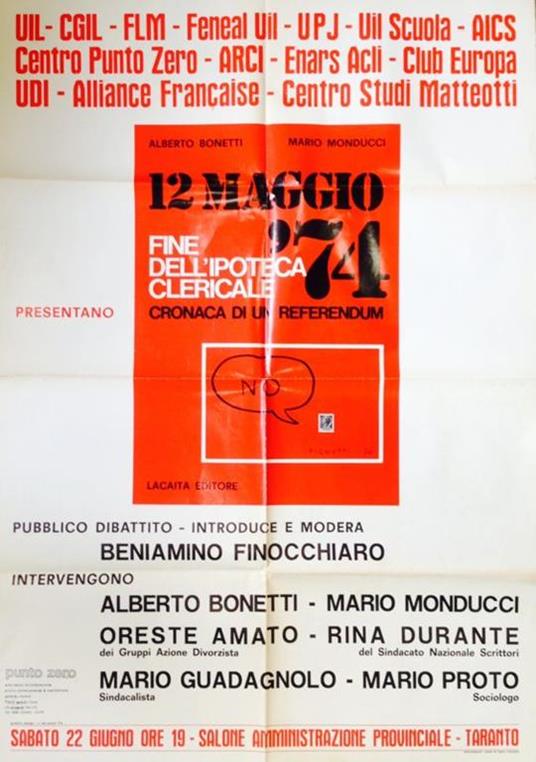 UIL - CGIL - FLM - Feneal Uil - UPJ - Uil Scuola - AICS
Centro Punto Zero - ARCI - Enars Acli - Club Europa
UDI - Alliance Française - Centro Studi Matteotti
ALBERTO BONETTI MARIO MONDUCCI
12 MAGGIO
'74
FINE
DELL'IPOTECA
CLERICALE
CRONACA DI UN REFERENDUM
PRESENTANO
NO
LACAITA EDITORE
PUBBLICO DIBATTITO - INTRODUCE E MODERA
BENIAMINO FINOCCHIARO
INTERVENGONO
ALBERTO BONETTI - MARIO MONDUCCI
ORESTE AMATO - RINA DURANTE
dei Gruppi Azione Divorzista del Sindacato Nazionale Scrittori
MARIO GUADAGNOLO - MARIO PROTO
Sindacalista Sociologo
punto zero
SABATO 22 GIUGNO ORE 19 - SALONE AMMINISTRAZIONE PROVINCIALE - TARANTO